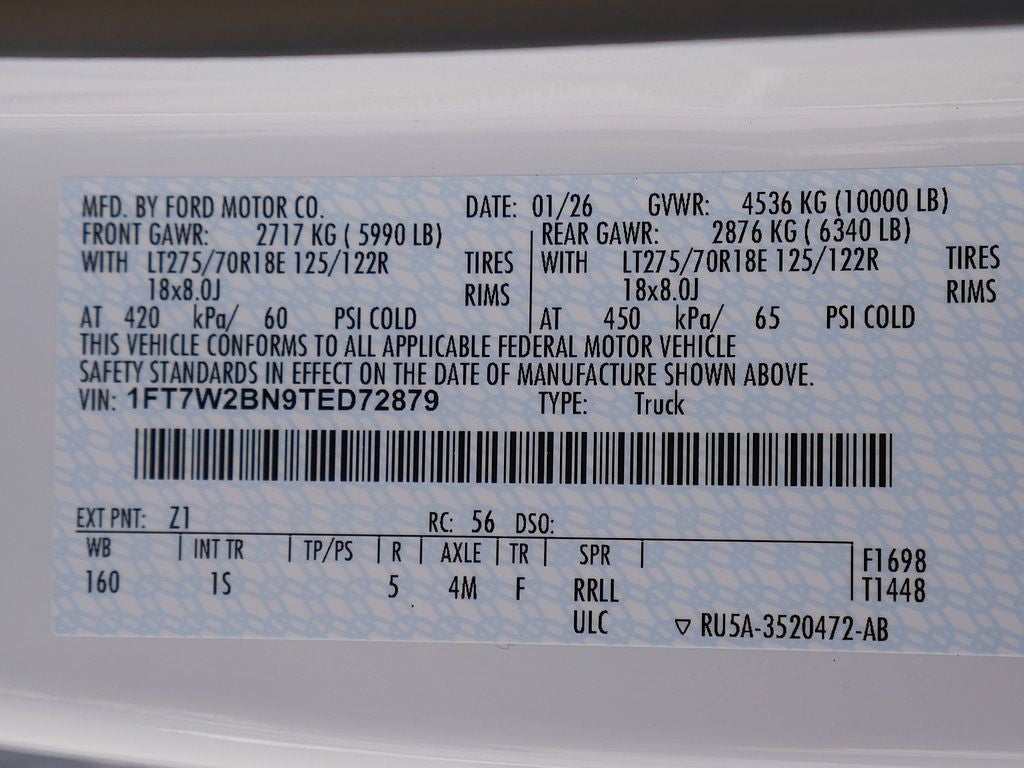 MFD. BY FORD MOTOR CO. DATE: 01/26 GVWR: 4536 KG (10000 LB)
FRONT GAWR: 2717 KG ( 5990 LB) REAR GAWR: 2876 KG ( 6340 LB)
WITH LT275/70R18E 125/122R TIRES WITH LT275/70R18E 125/122R TIRES
18x8.0J RIMS 18x8.0J RIMS
AT 420 kPa/ 60 PSI COLD AT 450 kPa/ 65 PSI COLD
THIS VEHICLE CONFORMS TO ALL APPLICABLE FEDERAL MOTOR VEHICLE
SAFETY STANDARDS IN EFFECT ON THE DATE OF MANUFACTURE SHOWN ABOVE.
VIN: 1FT7W2BN9TED72879 TYPE: Truck
EXT PNT: Z1 RC: 56 DSO:
WB INT TR TP/PS R AXLE TR SPR F1698
160 1S 5 4M F RRLL T1448
ULC ▽ RU5A-3520472-AB